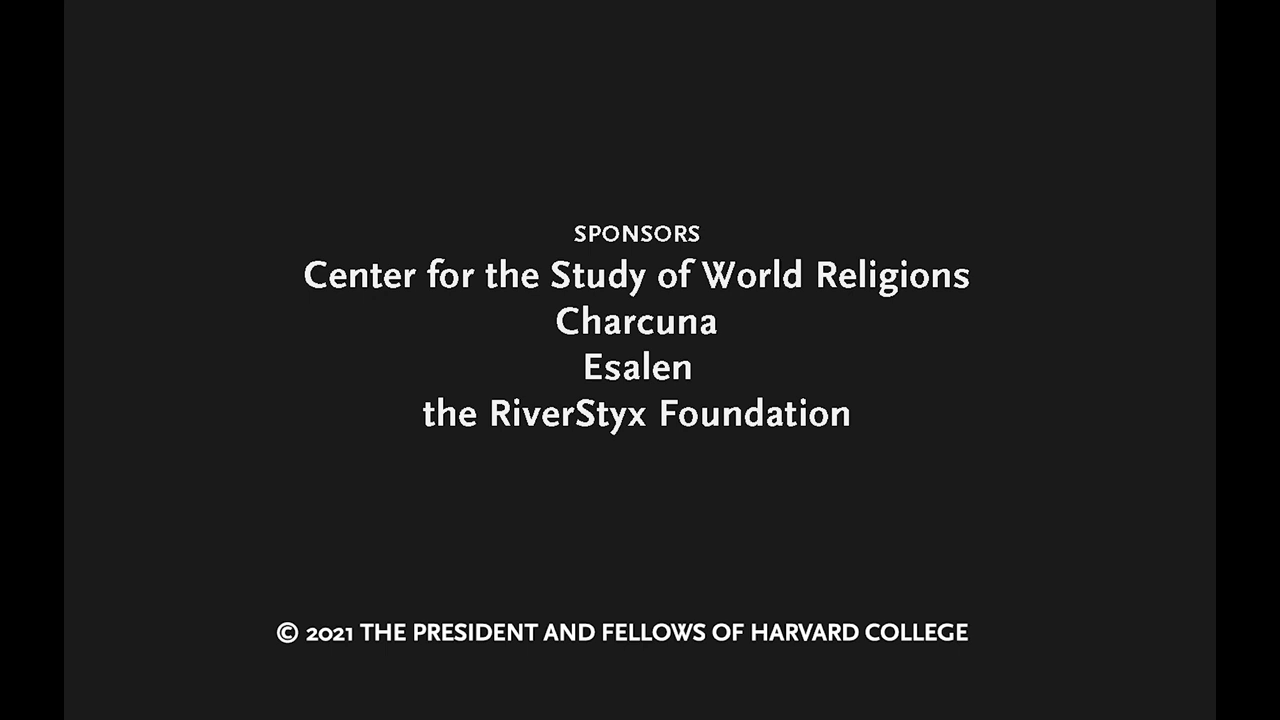 SPONSORS
Center for the Study of World Religions
Charcuna
Esalen
the RiverStyx Foundation
© 2021 THE PRESIDENT AND FELLOWS OF HARVARD COLLEGE